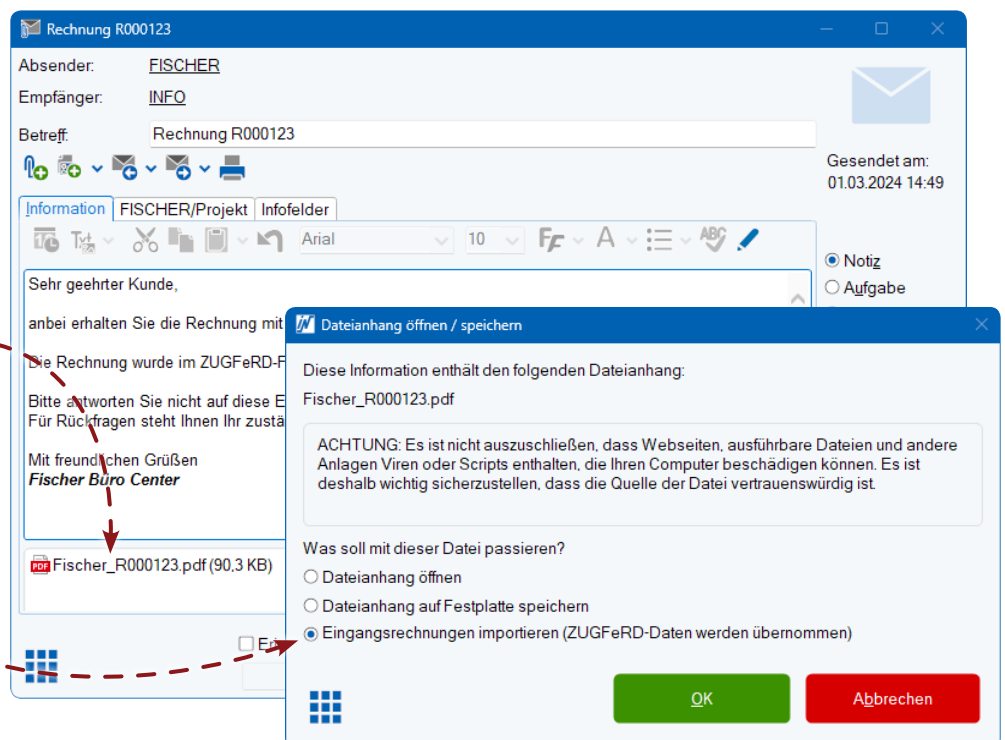 Rechnung R000123
Absender: FISCHER
Empfänger: INFO
Betreff: Rechnung R000123
Gesendet am:
01.03.2024 14:49
Information FISCHER/Projekt Infofelder
Arial 10
Notiz
Aufgabe
Sehr geehrter Kunde,
anbei erhalten Sie die Rechnung mit
Die Rechnung wurde im ZUGFeRD-F
Bitte antworten Sie nicht auf diese E
Für Rückfragen steht Ihnen Ihr zustä
Mit freundlichen Grüßen
Fischer Büro Center
PDF Fischer_R000123.pdf (90,3 KB)
Dateianhang öffnen / speichern
Diese Information enthält den folgenden Dateianhang:
Fischer_R000123.pdf
ACHTUNG: Es ist nicht auszuschließen, dass Webseiten, ausführbare Dateien und andere
Anlagen Viren oder Scripts enthalten, die Ihren Computer beschädigen können. Es ist
deshalb wichtig sicherzustellen, dass die Quelle der Datei vertrauenswürdig ist.
Was soll mit dieser Datei passieren?
Dateianhang öffnen
Dateianhang auf Festplatte speichern
Eingangsrechnungen importieren (ZUGFeRD-Daten werden übernommen)
OK Abbrechen